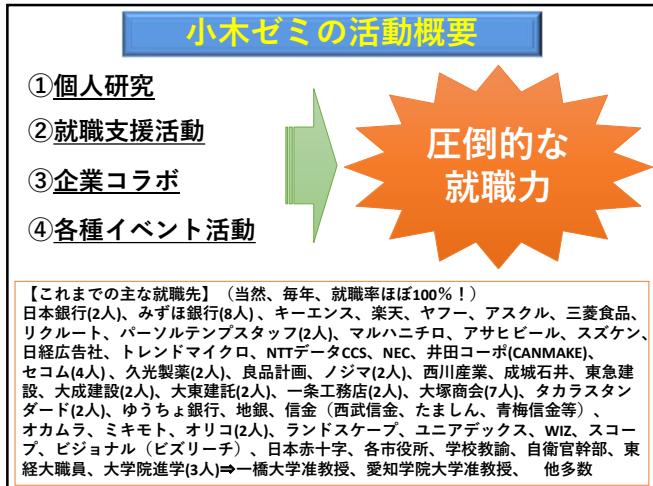 小木ゼミの活動概要
①個人研究
②就職支援活動
③企業コラボ
④各種イベント活動
圧倒的な
就職力
【これまでの主な就職先】（当然、毎年、就職率ほぼ100％！）
日本銀行(2人)、みずほ銀行(8人)、キーエンス、楽天、ヤフー、アスクル、三菱食品、
リクルート、パーソルテンプスタッフ(2人)、マルハニチロ、アサヒビール、スズケン、
日経広告社、トレンドマイクロ、NTTデータCCS、NEC、井田コーポ(CANMAKE)、
セコム(4人)、久光製薬(2人)、良品計画、ノジマ(2人)、西川産業、成城石井、東急建
設、大成建設(2人)、大東建託(2人)、一条工務店(2人)、大塚商会(7人)、タカラスタン
ダード(2人)、ゆうちょ銀行、地銀、信金（西武信金、たましん、青梅信金等）、
オカムラ、ミキモト、オリコ(2人)、ランドスケープ、ユニアデックス、WIZ、スコー
プ、ビジョナル（ビズリーチ）、日本赤十字、各市役所、学校教諭、自衛官幹部、東
経大職員、大学院進学(3人)⇒一橋大学准教授、愛知学院大学准教授、　他多数